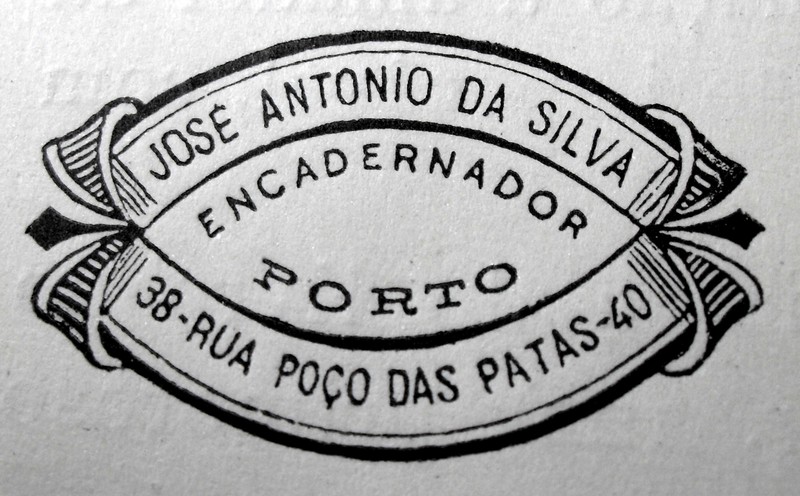 JOSÉ ANTONIO DA SILVA
ENCADERNADOR
PORTO
38-RUA POÇO DAS PATAS-40